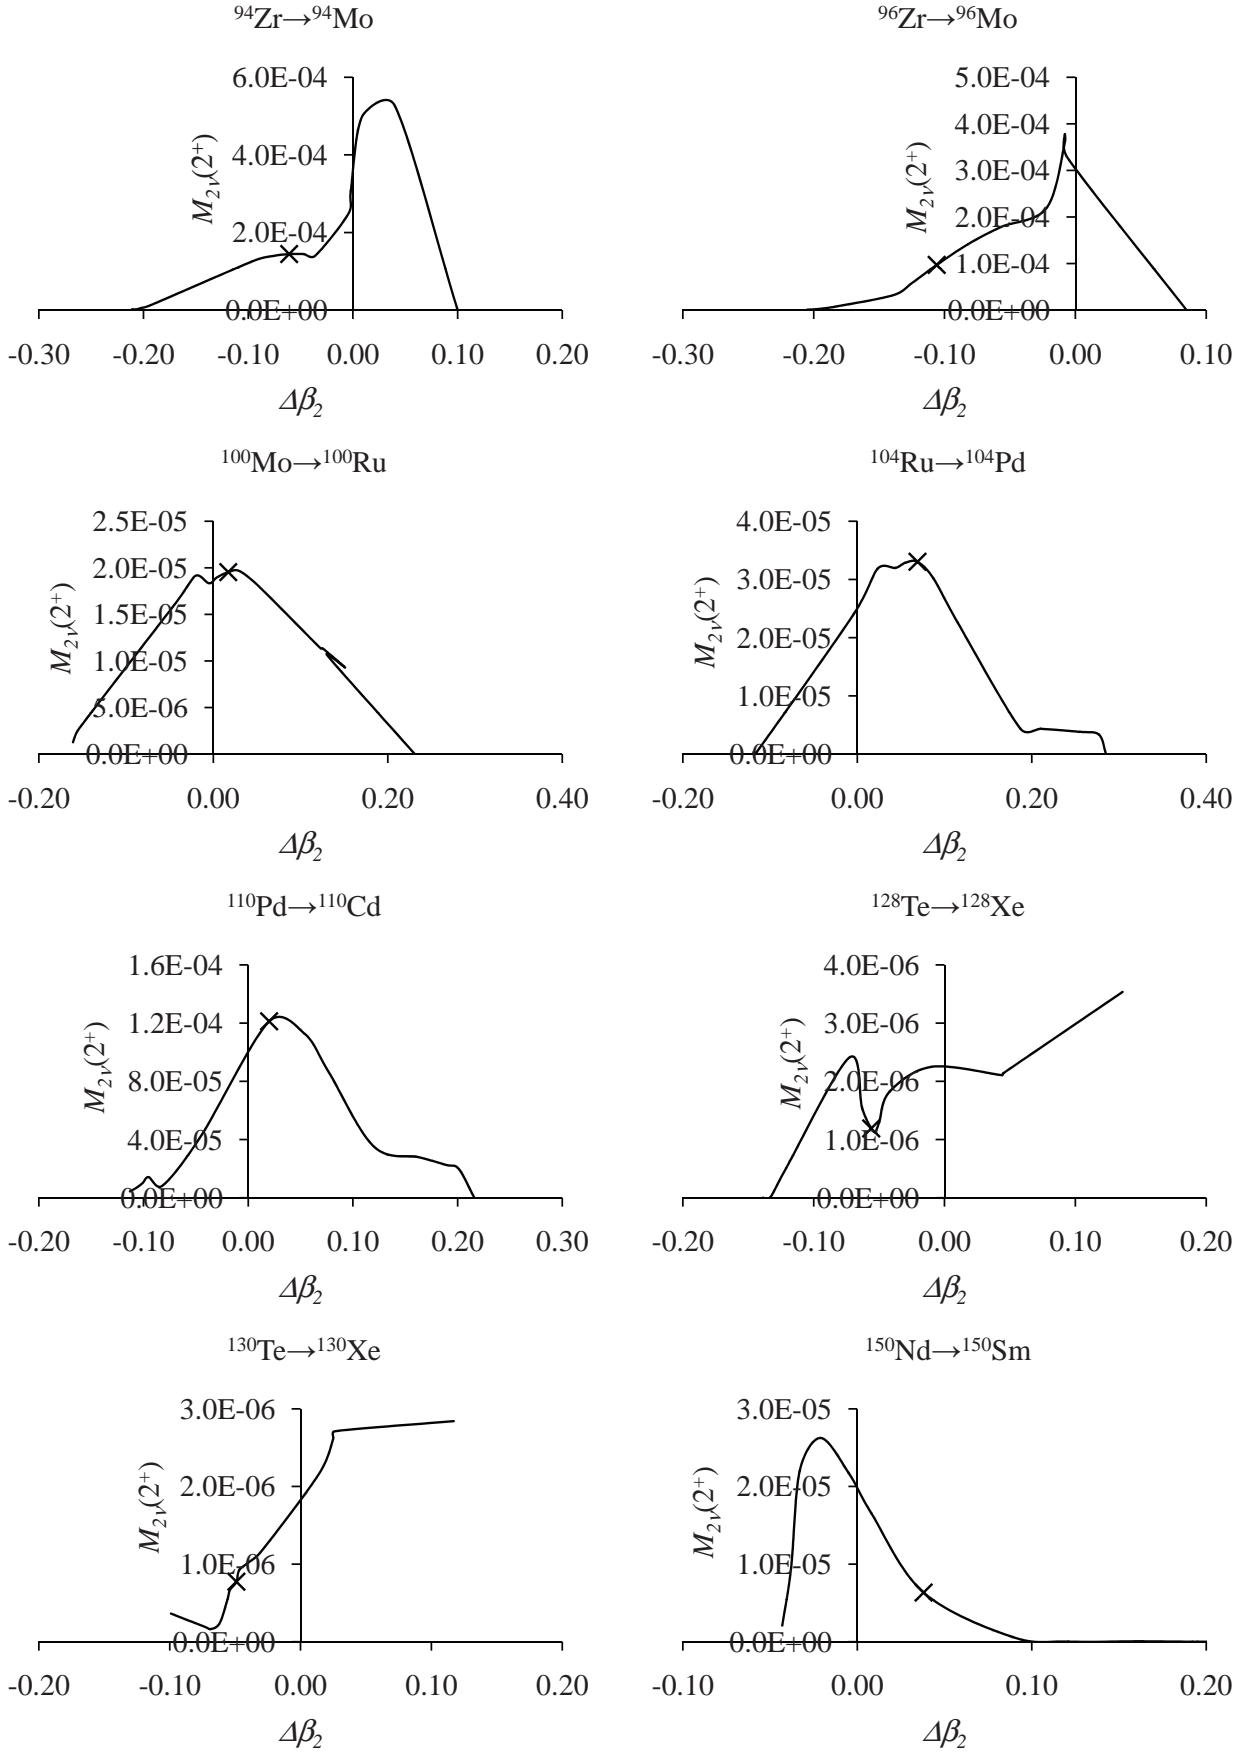 ⁹⁴Zr→⁹⁴Mo
6.0E-04
4.0E-04
2.0E-04
0.0E+00
M₂ᵥ(2⁺)
-0.30 -0.20 -0.10 0.00 0.10 0.20
Δβ₂
⁹⁶Zr→⁹⁶Mo
5.0E-04
4.0E-04
3.0E-04
2.0E-04
1.0E-04
0.0E+00
M₂ᵥ(2⁺)
-0.30 -0.20 -0.10 0.00 0.10
Δβ₂
¹⁰⁰Mo→¹⁰⁰Ru
2.5E-05
2.0E-05
1.5E-05
1.0E-05
5.0E-06
0.0E+00
M₂ᵥ(2⁺)
-0.20 0.00 0.20 0.40
Δβ₂
¹⁰⁴Ru→¹⁰⁴Pd
4.0E-05
3.0E-05
2.0E-05
1.0E-05
0.0E+00
M₂ᵥ(2⁺)
-0.20 0.00 0.20 0.40
Δβ₂
¹¹⁰Pd→¹¹⁰Cd
1.6E-04
1.2E-04
8.0E-05
4.0E-05
0.0E+00
M₂ᵥ(2⁺)
-0.20 -0.10 0.00 0.10 0.20 0.30
Δβ₂
¹²⁸Te→¹²⁸Xe
4.0E-06
3.0E-06
2.0E-06
1.0E-06
0.0E+00
M₂ᵥ(2⁺)
-0.20 -0.10 0.00 0.10 0.20
Δβ₂
¹³⁰Te→¹³⁰Xe
3.0E-06
2.0E-06
1.0E-06
0.0E+00
M₂ᵥ(2⁺)
-0.20 -0.10 0.00 0.10 0.20
Δβ₂
¹⁵⁰Nd→¹⁵⁰Sm
3.0E-05
2.0E-05
1.0E-05
0.0E+00
M₂ᵥ(2⁺)
-0.10 0.00 0.10 0.20
Δβ₂